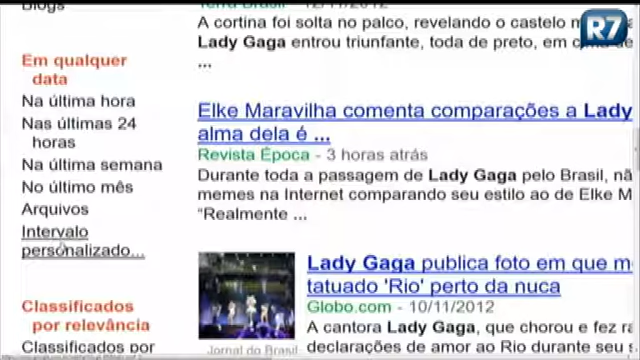 Blogs
Em qualquer
data
Na última hora
Nas últimas 24
horas
Na última semana
No último mês
Arquivos
Intervalo
personalizado...
Classificados
por relevância
Classificados por
12/11/2012
A cortina foi solta no palco, revelando o castelo
Lady Gaga entrou triunfante, toda de preto, em
...
Elke Maravilha comenta comparações a Lady
alma dela é ...
Revista Época - 3 horas atrás
Durante toda a passagem de Lady Gaga pelo Brasil, nã
memes na Internet comparando seu estilo ao de Elke M
“Realmente ...
Lady Gaga publica foto em que m
tatuado 'Rio' perto da nuca
Globo.com - 10/11/2012
A cantora Lady Gaga, que chorou e fez
declarações de amor ao Rio durante seu
Jornal do Brasil
R7